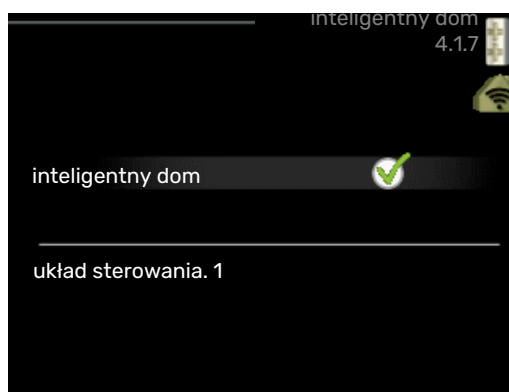 inteligentny dom
4.1.7
inteligentny dom
układ sterowania. 1